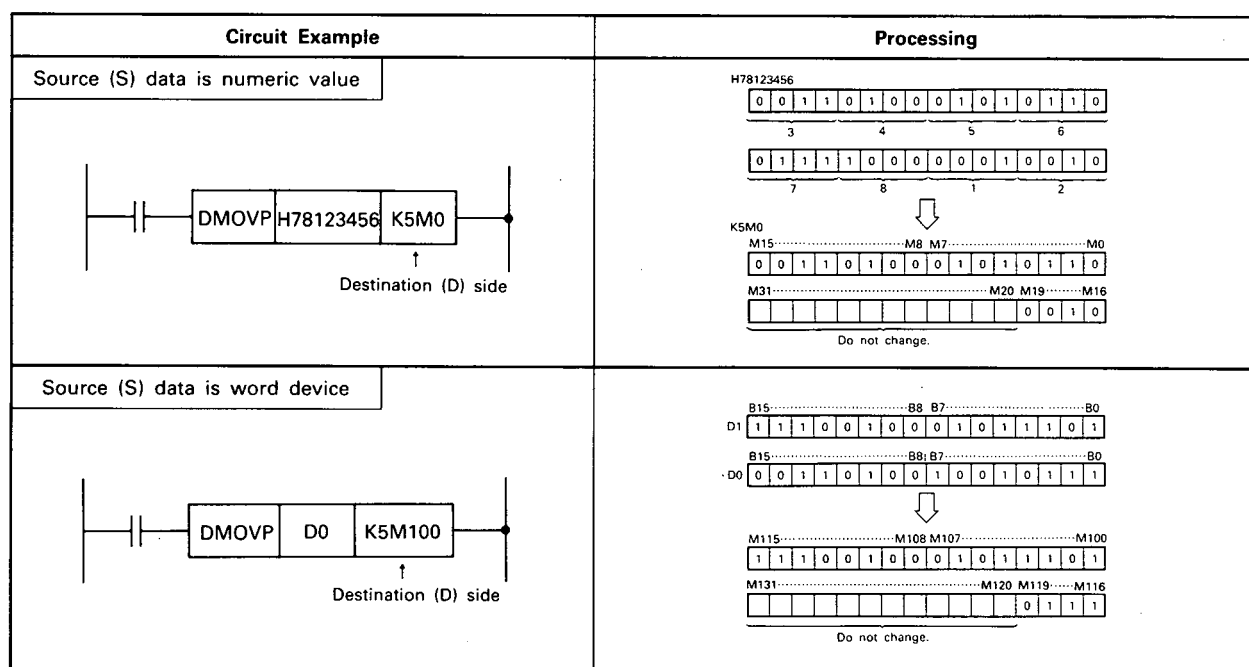 Circuit Example
Processing
Source (S) data is numeric value
DMOVP H78123456 K5M0
↑
Destination (D) side
H78123456
0 0 1 1 0 1 0 0 0 1 0 1 0 1 1 0
3 4 5 6
0 1 1 1 1 0 0 0 0 0 0 1 0 0 1 0
7 8 1 2
K5M0
M15 M8 M7 M0
0 0 1 1 0 1 0 0 0 1 0 1 0 1 1 0
M31 M20 M19 M16
0 0 1 0
Do not change.
Source (S) data is word device
DMOVP D0 K5M100
↑
Destination (D) side
B15 B8 B7 B0
D1 1 1 1 0 0 1 0 0 0 1 0 1 1 1 0 1
B15 B8 B7 B0
D0 0 0 1 1 0 1 0 0 1 0 0 1 0 1 1 1
M115 M108 M107 M100
1 1 1 0 0 1 0 0 0 1 0 1 1 1 0 1
M131 M120 M119 M116
0 1 1 1
Do not change.